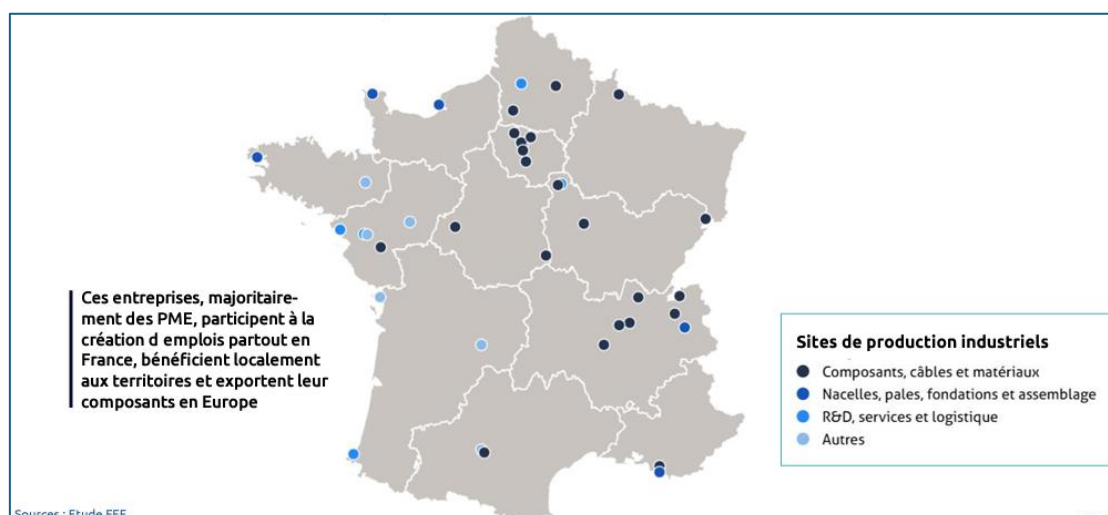 Ces entreprises, majoritaire-
ment des PME, participent à la
création d emplois partout en
France, bénéficient localement
aux territoires et exportent leur
composants en Europe
Sites de production industriels
Composants, câbles et matériaux
Nacelles, pales, fondations et assemblage
R&D, services et logistique
Autres
Sources : Etude FEE